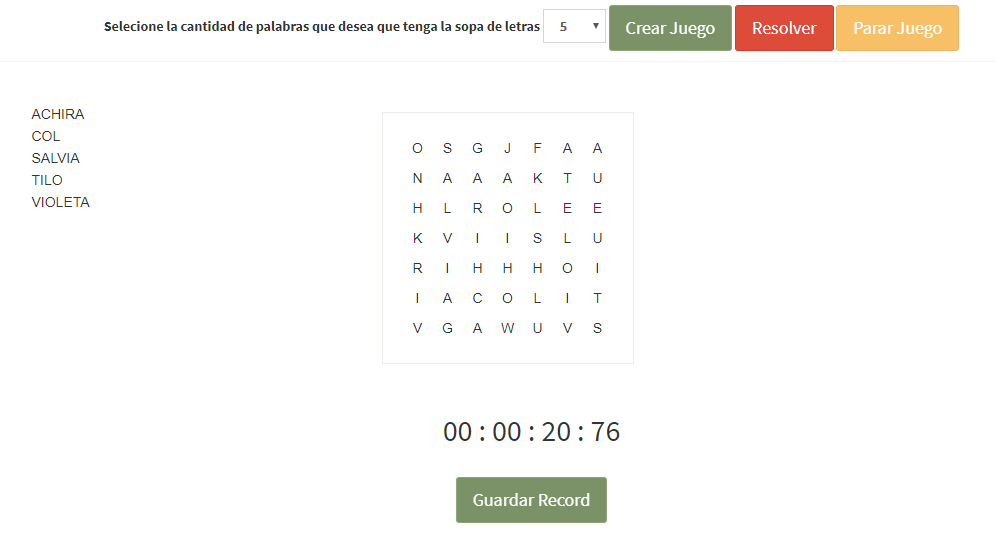 Selecione la cantidad de palabras que desea que tenga la sopa de letras 5 Crear Juego Resolver Parar Juego
ACHIRA
COL
SALVIA
TILO
VIOLETA
O S G J F A A
N A A A K T U
H L R O L E E
K V I I S L U
R I H H H O I
I A C O L I T
V G A W U V S
00 : 00 : 20 : 76
Guardar Record